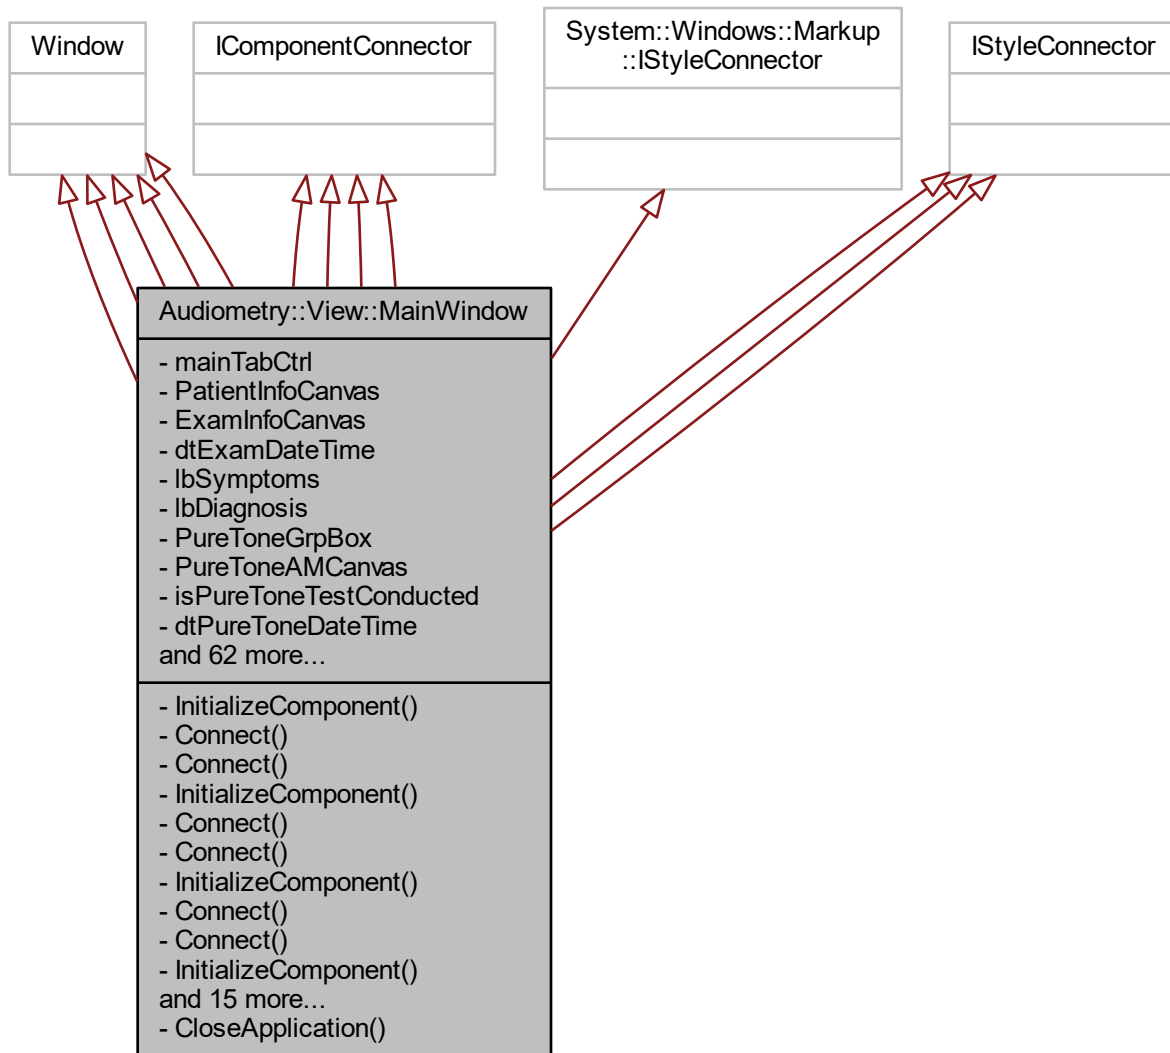 Window
IComponentConnector
System::Windows::Markup
::IStyleConnector
IStyleConnector
Audiometry::View::MainWindow
- mainTabCtrl
- PatientInfoCanvas
- ExamInfoCanvas
- dtExamDateTime
- lbSymptoms
- lbDiagnosis
- PureToneGrpBox
- PureToneAMCanvas
- isPureToneTestConducted
- dtPureToneDateTime
and 62 more...
- InitializeComponent()
- Connect()
- Connect()
- InitializeComponent()
- Connect()
- Connect()
- InitializeComponent()
- Connect()
- Connect()
- InitializeComponent()
and 15 more...
- CloseApplication()